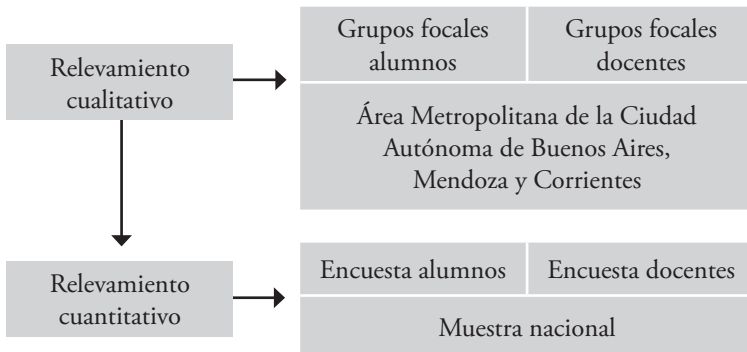 Relevamiento
cualitativo
Grupos focales
alumnos
Grupos focales
docentes
Área Metropolitana de la Ciudad
Autónoma de Buenos Aires,
Mendoza y Corrientes
Relevamiento
cuantitativo
Encuesta alumnos
Encuesta docentes
Muestra nacional